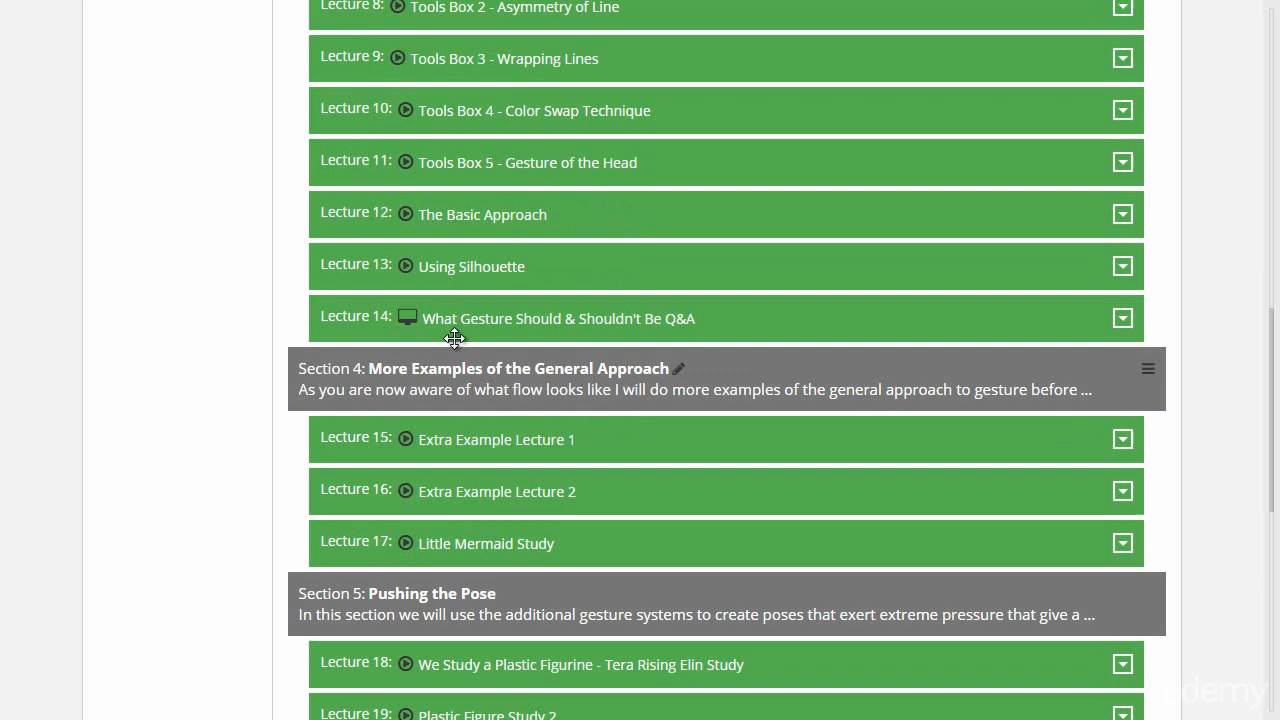 Lecture 8: Tools Box 2 - Asymmetry of Line
Lecture 9: Tools Box 3 - Wrapping Lines
Lecture 10: Tools Box 4 - Color Swap Technique
Lecture 11: Tools Box 5 - Gesture of the Head
Lecture 12: The Basic Approach
Lecture 13: Using Silhouette
Lecture 14: What Gesture Should & Shouldn't Be Q&A
Section 4: More Examples of the General Approach
As you are now aware of what flow looks like I will do more examples of the general approach to gesture before ...
Lecture 15: Extra Example Lecture 1
Lecture 16: Extra Example Lecture 2
Lecture 17: Little Mermaid Study
Section 5: Pushing the Pose
In this section we will use the additional gesture systems to create poses that exert extreme pressure that give a ...
Lecture 18: We Study a Plastic Figurine - Tera Rising Elin Study
Lecture 19: Plastic Figure Study 2
udemy